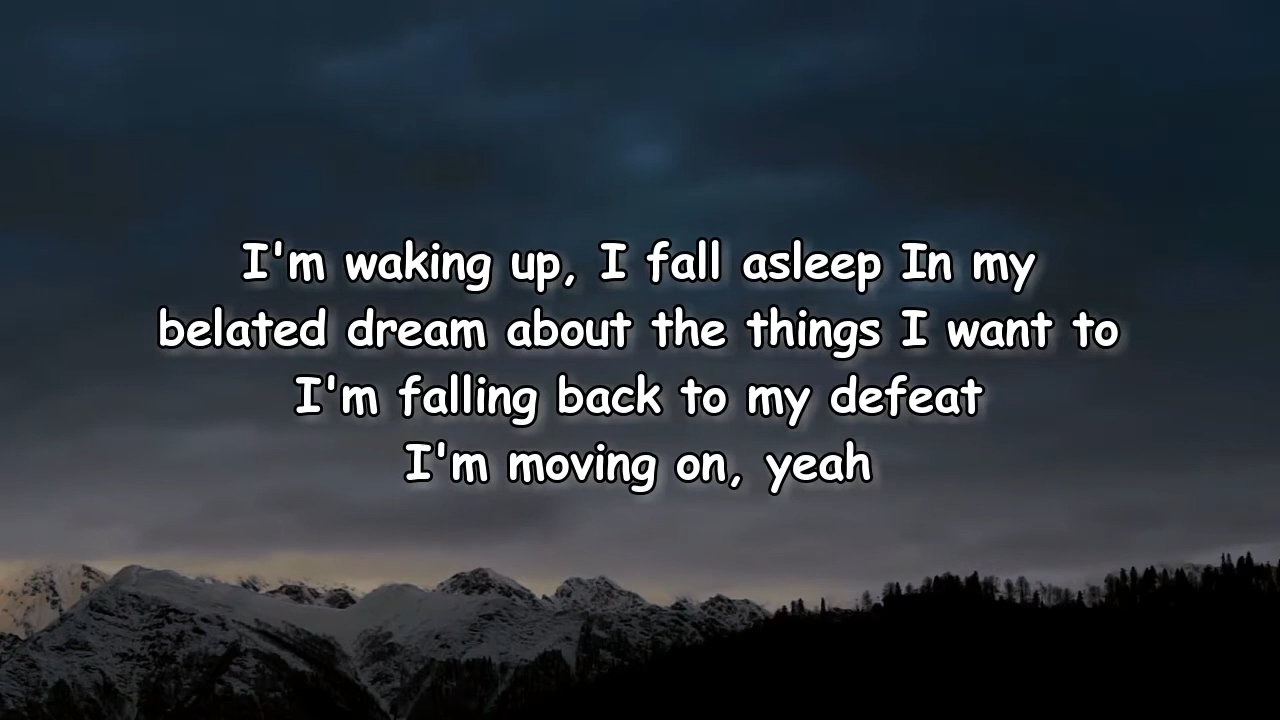 I'm waking up, I fall asleep In my
belated dream about the things I want to
I'm falling back to my defeat
I'm moving on, yeah